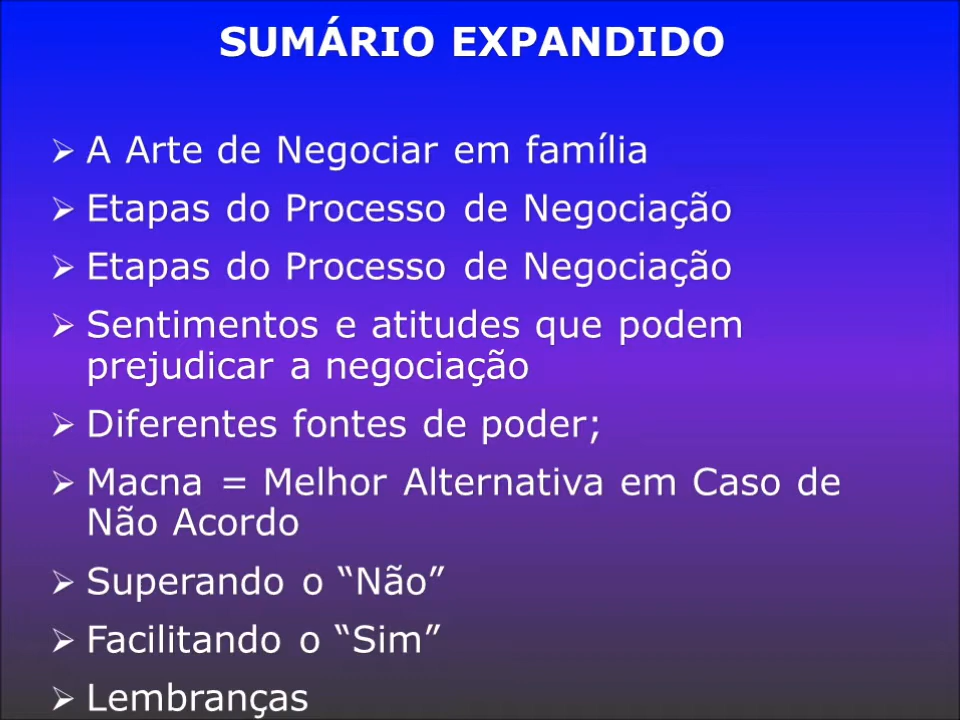 SUMÁRIO EXPANDIDO
A Arte de Negociar em família
Etapas do Processo de Negociação
Etapas do Processo de Negociação
Sentimentos e atitudes que podem
prejudicar a negociação
Diferentes fontes de poder;
Macna = Melhor Alternativa em Caso de
Não Acordo
Superando o “Não”
Facilitando o “Sim”
Lembranças